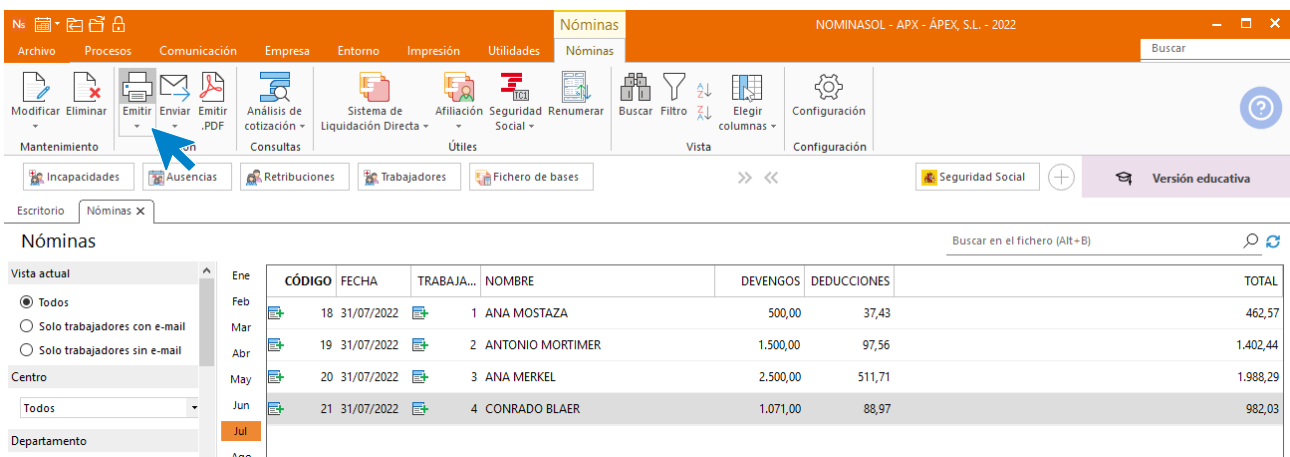 Ns Nóminas NOMINASOL - APX - ÁPEX, S.L. - 2022
Archivo Procesos Comunicación Empresa Entorno Impresión Utilidades Nóminas Buscar
Modificar Eliminar Emitir Enviar Emitir .PDF Análisis de cotización Sistema de Liquidación Directa Afiliación Seguridad Social TC1 Renumerar Buscar Filtro Elegir columnas Configuración
Mantenimiento Consultas Útiles Vista Configuración
Incapacidades Ausencias Retribuciones Trabajadores Fichero de bases Seguridad Social Versión educativa
Escritorio Nóminas
Nóminas Buscar en el fichero (Alt+B)
Vista actual Ene CÓDIGO FECHA TRABAJA... NOMBRE DEVENGOS DEDUCCIONES TOTAL
Todos Feb 18 31/07/2022 1 ANA MOSTAZA 500,00 37,43 462,57
Solo trabajadores con e-mail Mar
Solo trabajadores sin e-mail Abr 19 31/07/2022 2 ANTONIO MORTIMER 1.500,00 97,56 1.402,44
Centro May 20 31/07/2022 3 ANA MERKEL 2.500,00 511,71 1.988,29
Todos Jun 21 31/07/2022 4 CONRADO BLAER 1.071,00 88,97 982,03
Jul
Departamento